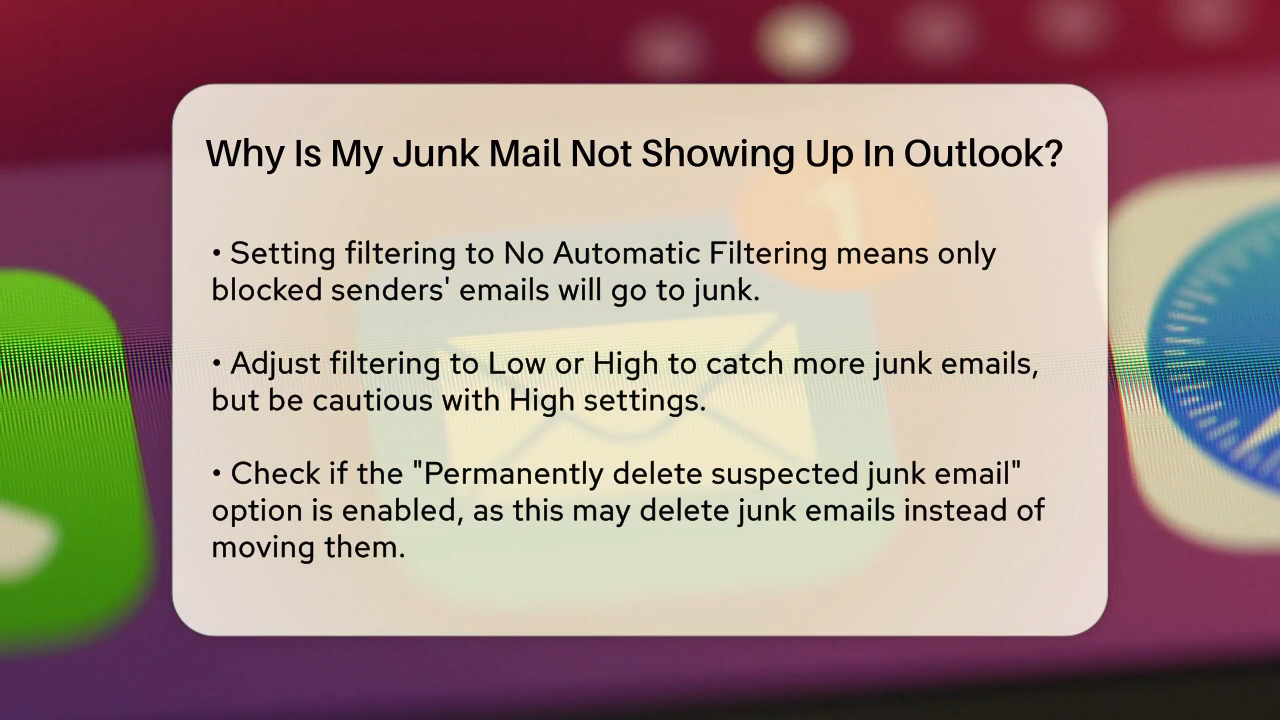 Why Is My Junk Mail Not Showing Up In Outlook?
• Setting filtering to No Automatic Filtering means only
blocked senders' emails will go to junk.
• Adjust filtering to Low or High to catch more junk emails,
but be cautious with High settings.
• Check if the "Permanently delete suspected junk email"
option is enabled, as this may delete junk emails instead of
moving them.
1